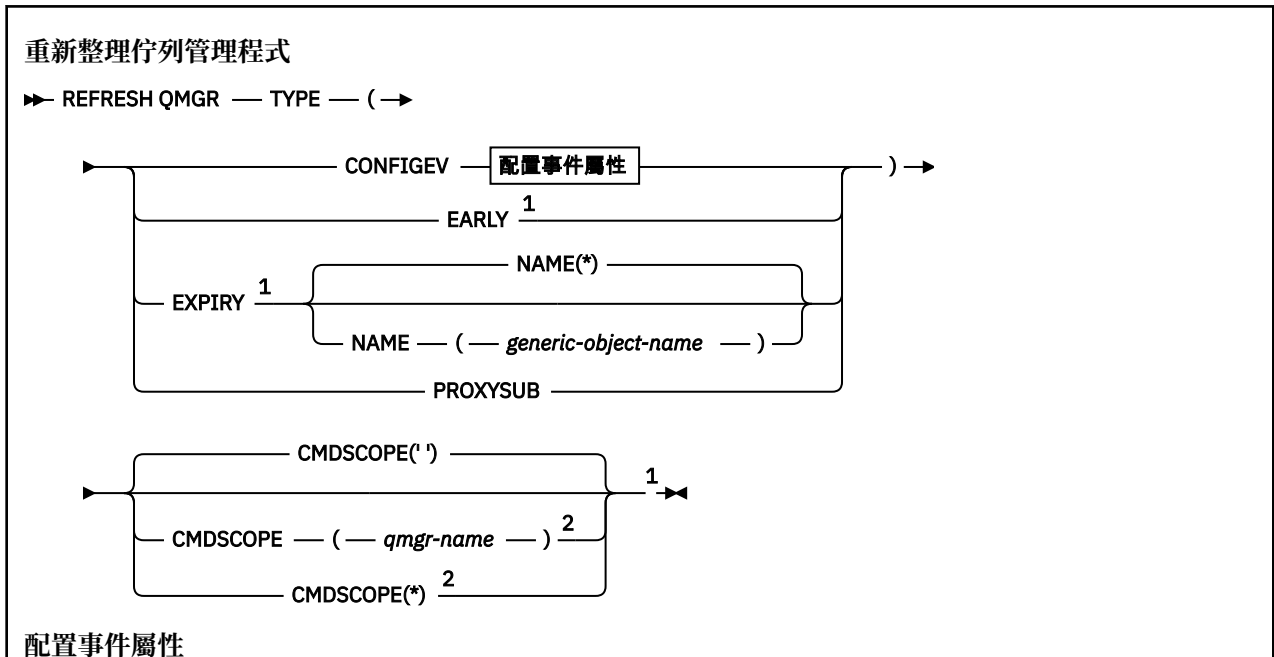 重新整理佇列管理程式
REFRESH QMGR TYPE (
CONFIGEV 配置事件屬性 )
EARLY 1
NAME(*)
EXPIRY 1
NAME ( generic-object-name )
PROXYSUB
CMDSCOPE(' ')
1
CMDSCOPE ( qmgr-name ) 2
CMDSCOPE(*) 2
配置事件屬性